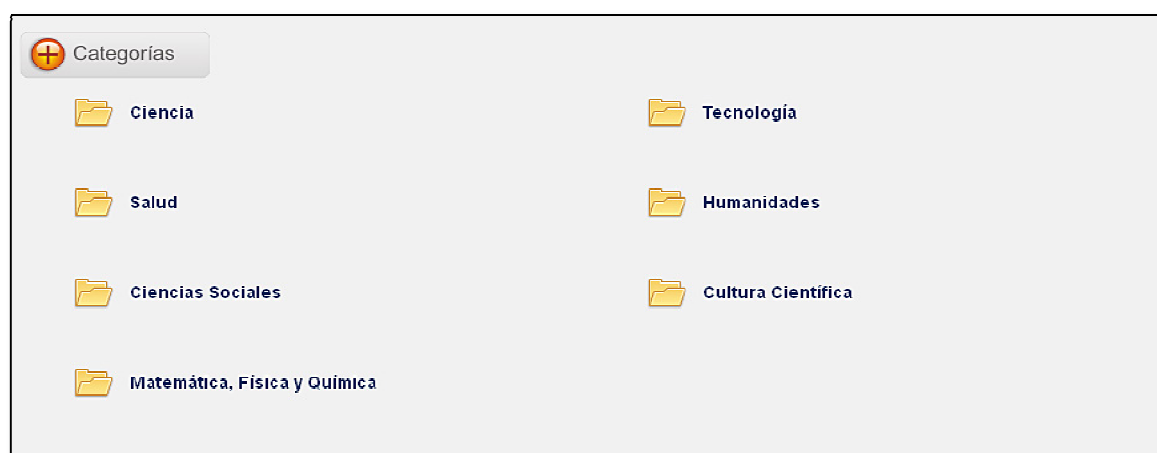 Categorías
Ciencia
Tecnología
Salud
Humanidades
Ciencias Sociales
Cultura Científica
Matemática, Física y Química